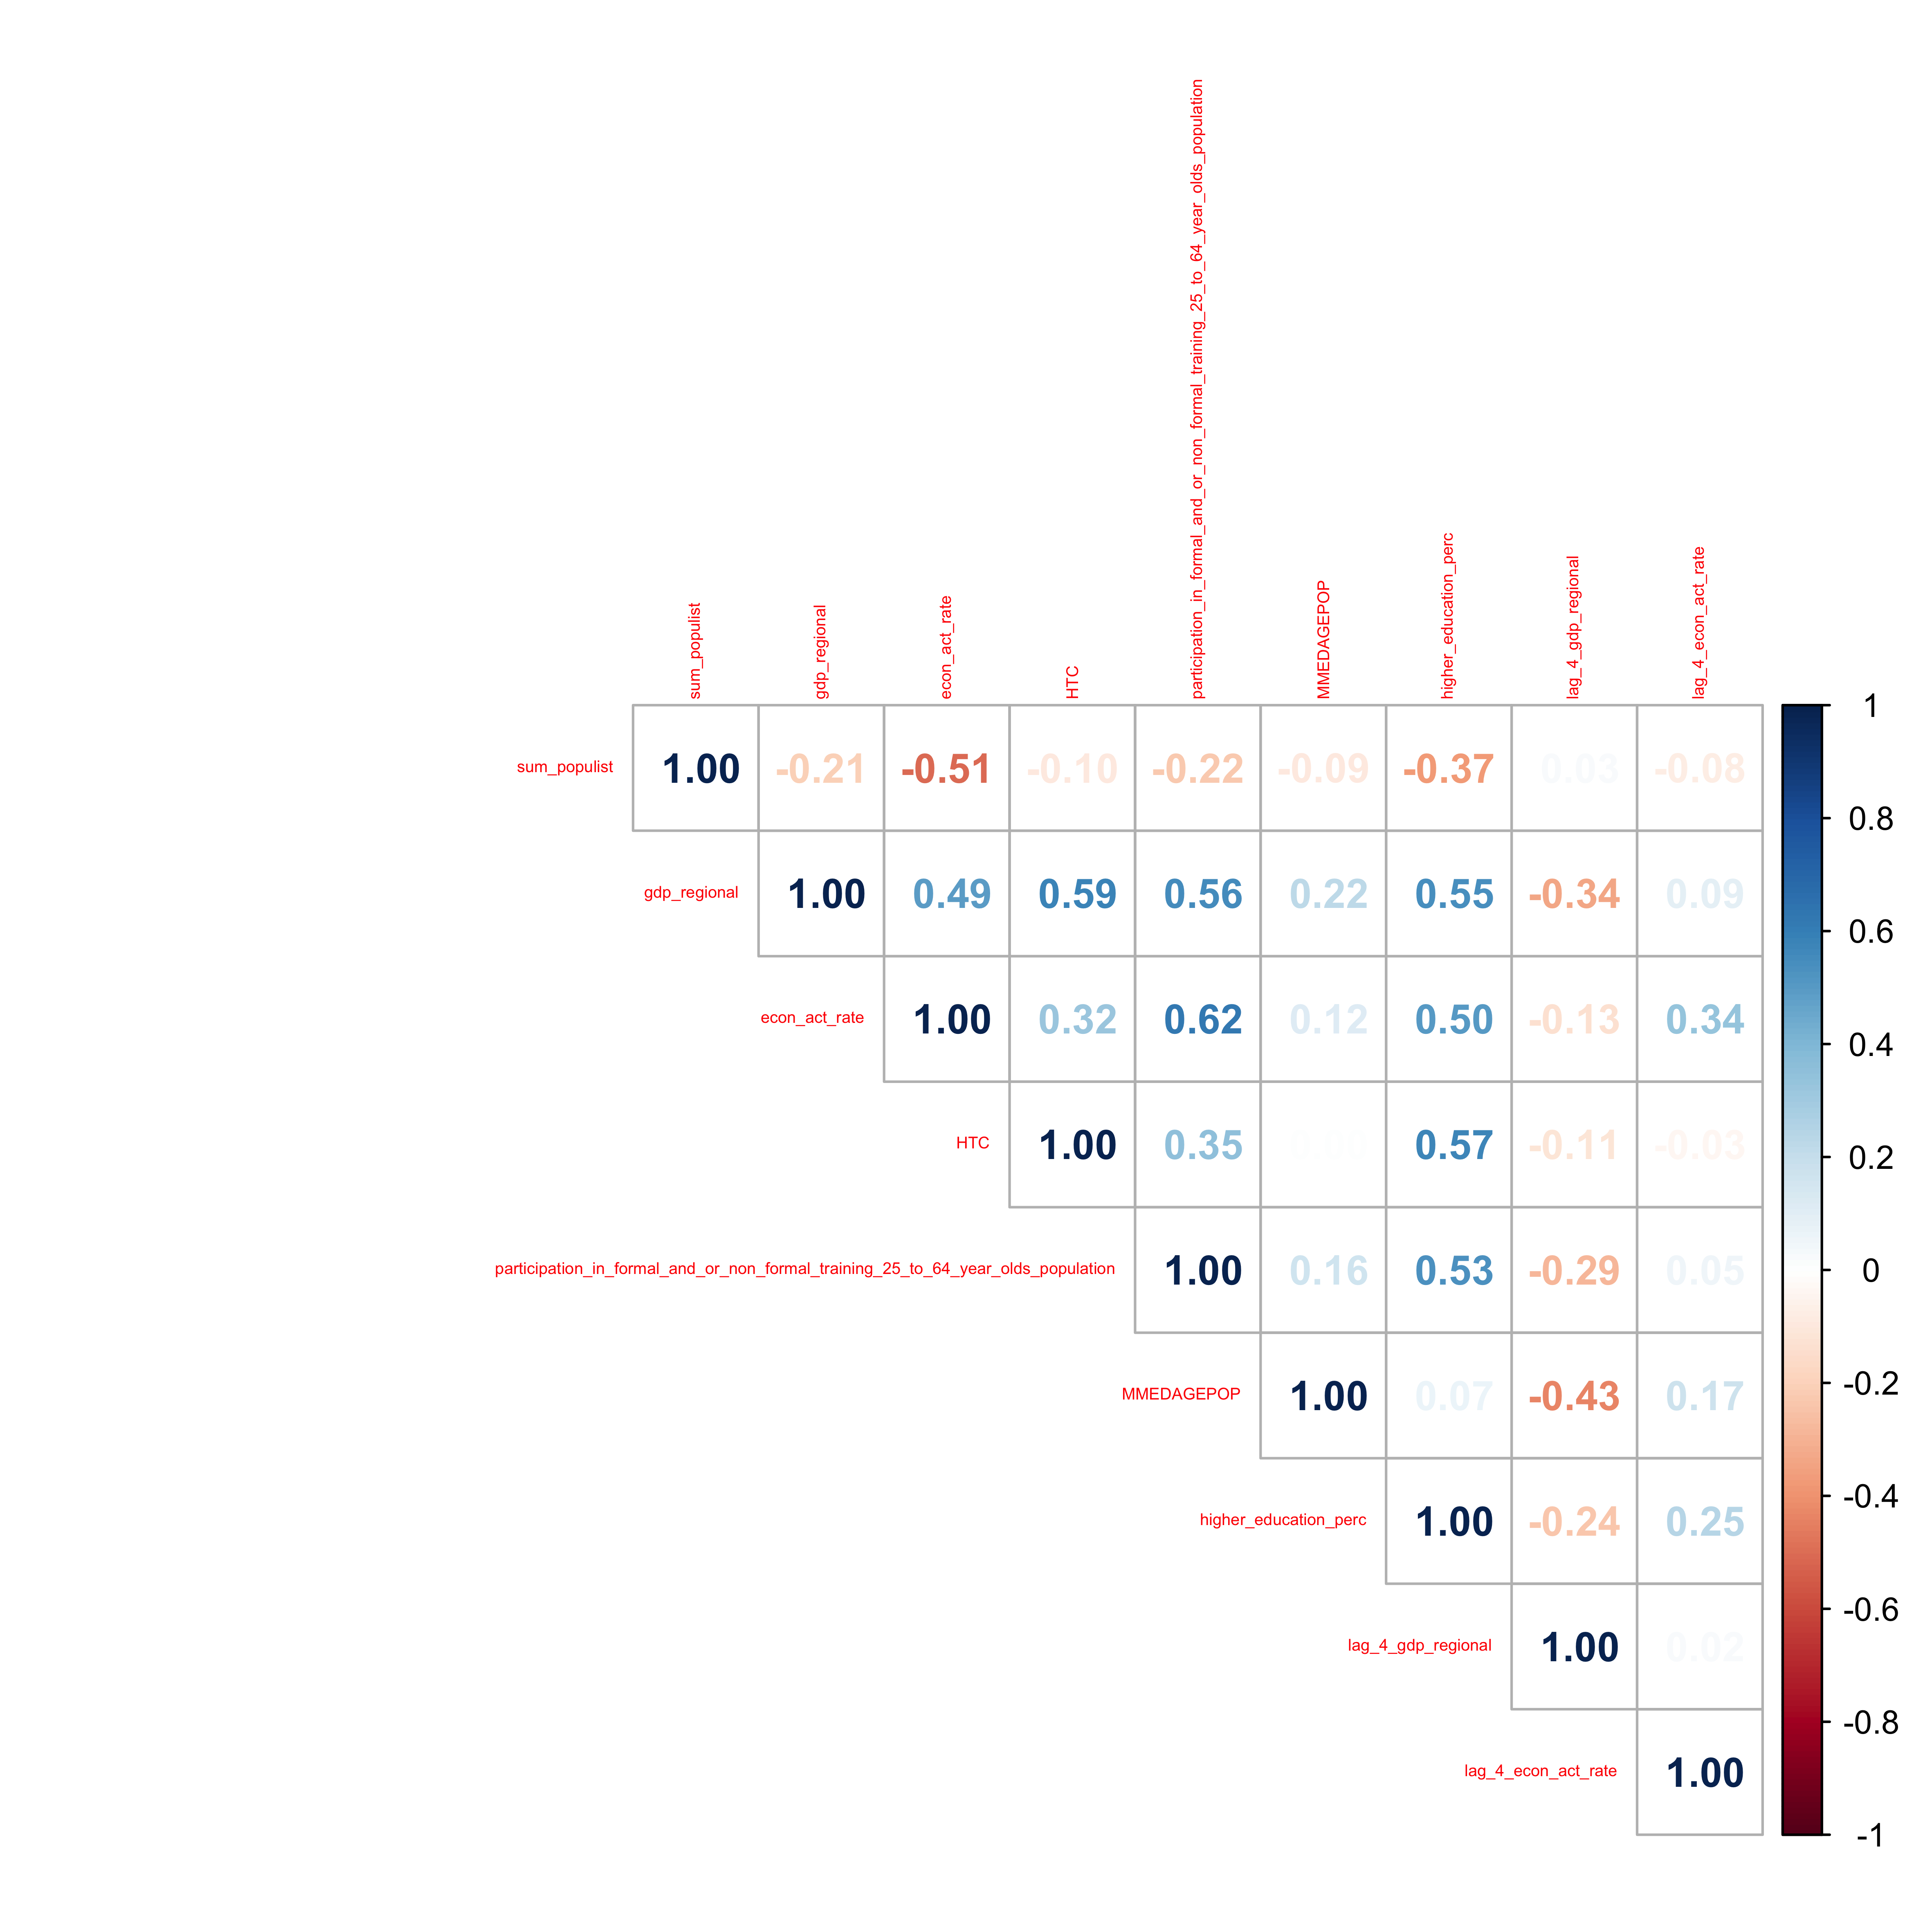 participation_in_formal_and_or_non_formal_training_25_to_64_year_olds_population
sum_populist
gdp_regional
econ_act_rate
HTC
MMEDAGEPOP
higher_education_perc
lag_4_gdp_regional
lag_4_econ_act_rate
sum_populist 1.00 -0.21 -0.51 -0.10 -0.22 -0.09 -0.37 0.03 -0.08
gdp_regional 1.00 0.49 0.59 0.56 0.22 0.55 -0.34 0.09
econ_act_rate 1.00 0.32 0.62 0.12 0.50 -0.13 0.34
HTC 1.00 0.35 0.57 -0.11 -0.03
participation_in_formal_and_or_non_formal_training_25_to_64_year_olds_population 1.00 0.16 0.53 -0.29 0.05
MMEDAGEPOP 1.00 0.07 -0.43 0.17
higher_education_perc 1.00 -0.24 0.25
lag_4_gdp_regional 1.00 0.02
lag_4_econ_act_rate 1.00
1
0.8
0.6
0.4
0.2
0
-0.2
-0.4
-0.6
-0.8
-1